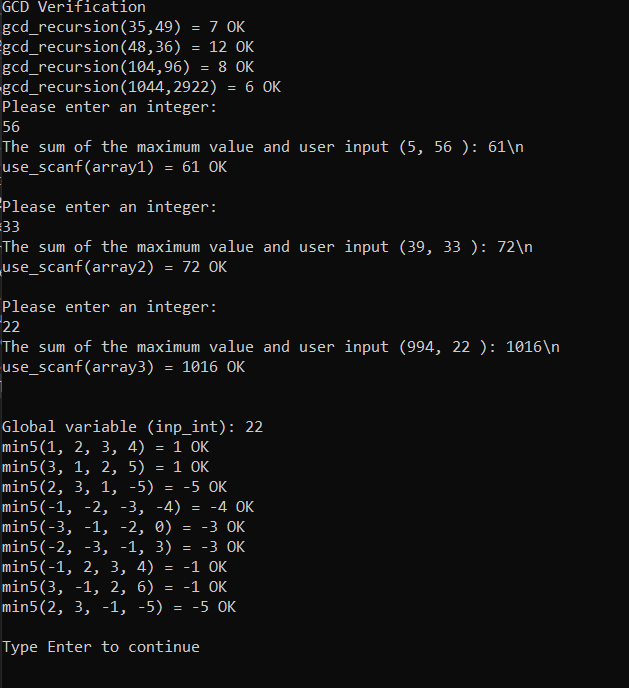 GCD Verification
gcd_recursion(35,49) = 7 OK
gcd_recursion(48,36) = 12 OK
gcd_recursion(104,96) = 8 OK
gcd_recursion(1044,2922) = 6 OK
Please enter an integer:
56
The sum of the maximum value and user input (5, 56 ): 61\n
use_scanf(array1) = 61 OK
Please enter an integer:
33
The sum of the maximum value and user input (39, 33 ): 72\n
use_scanf(array2) = 72 OK
Please enter an integer:
22
The sum of the maximum value and user input (994, 22 ): 1016\n
use_scanf(array3) = 1016 OK
Global variable (inp_int): 22
min5(1, 2, 3, 4) = 1 OK
min5(3, 1, 2, 5) = 1 OK
min5(2, 3, 1, -5) = -5 OK
min5(-1, -2, -3, -4) = -4 OK
min5(-3, -1, -2, 0) = -3 OK
min5(-2, -3, -1, 3) = -3 OK
min5(-1, 2, 3, 4) = -1 OK
min5(3, -1, 2, 6) = -1 OK
min5(2, 3, -1, -5) = -5 OK
Type Enter to continue